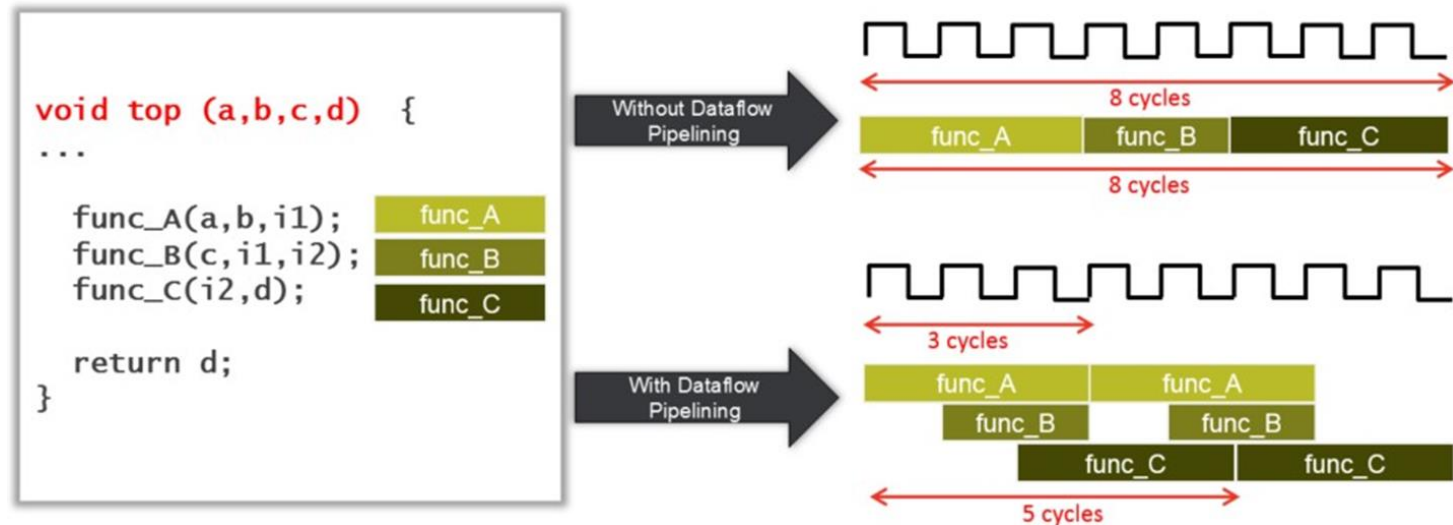 void top (a,b,c,d) {
...
func_A(a,b,i1);
func_B(c,i1,i2);
func_C(i2,d);
return d;
}
func_A
func_B
func_C
Without Dataflow
Pipelining
8 cycles
func_A func_B func_C
8 cycles
With Dataflow
Pipelining
3 cycles
func_A func_A
func_B func_B
func_C func_C
5 cycles